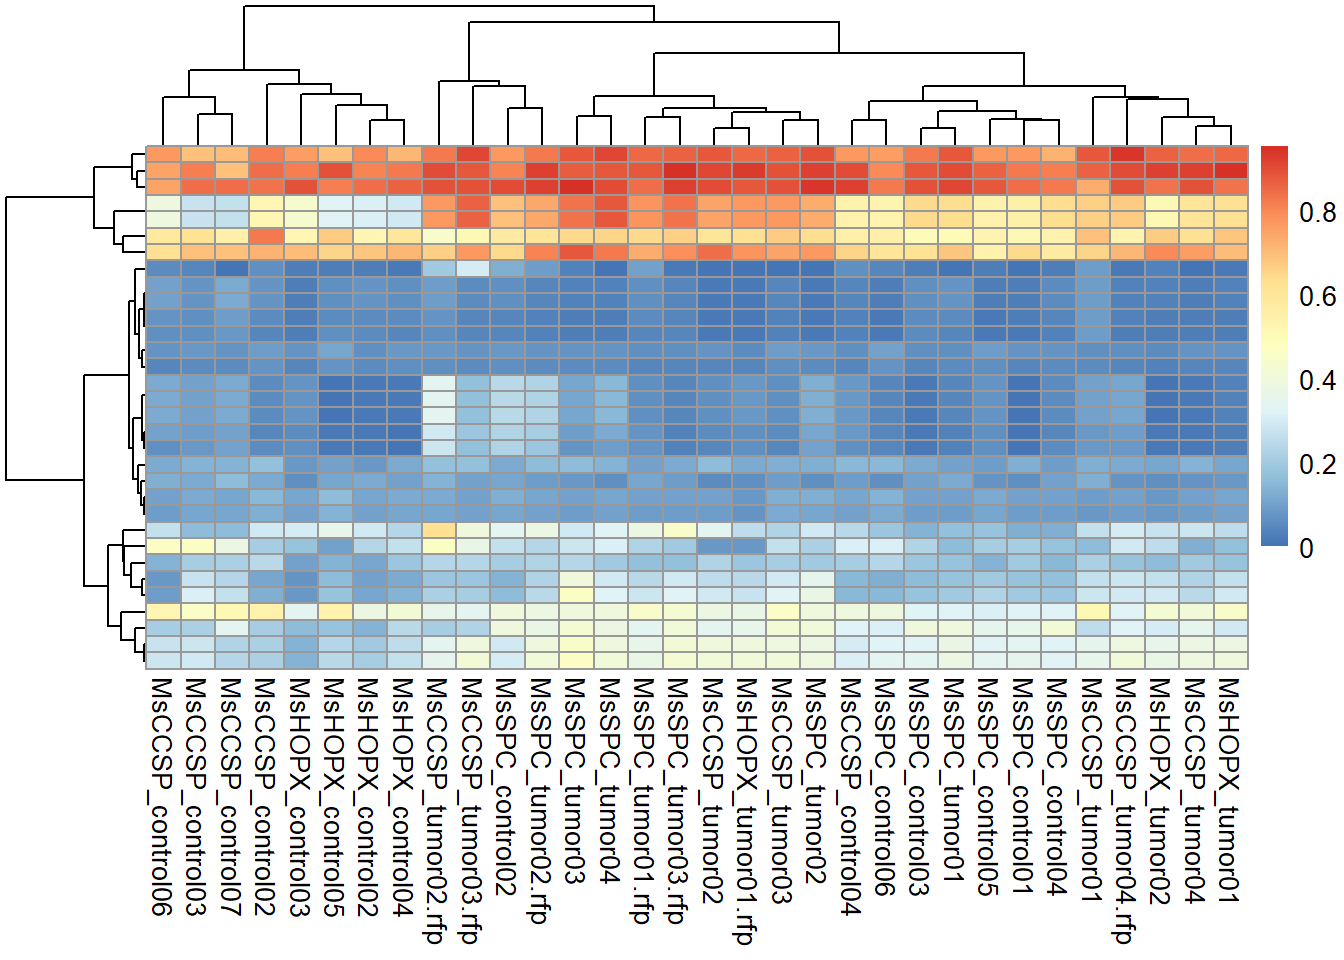 0.8
0.6
0.4
0.2
0
MsCCSP_control06
MsCCSP_control03
MsCCSP_control07
MsCCSP_control02
MsHOPX_control03
MsHOPX_control05
MsHOPX_control02
MsHOPX_control04
MsCCSP_tumor02.rfp
MsCCSP_tumor03.rfp
MsSPC_control02
MsSPC_tumor02.rfp
MsSPC_tumor03
MsSPC_tumor04
MsSPC_tumor01.rfp
MsSPC_tumor03.rfp
MsCCSP_tumor02
MsHOPX_tumor01.rfp
MsCCSP_tumor03
MsSPC_tumor02
MsCCSP_control04
MsSPC_control06
MsSPC_control03
MsSPC_tumor01
MsSPC_control05
MsSPC_control01
MsSPC_control04
MsCCSP_tumor01
MsCCSP_tumor04.rfp
MsHOPX_tumor02
MsCCSP_tumor04
MsHOPX_tumor01